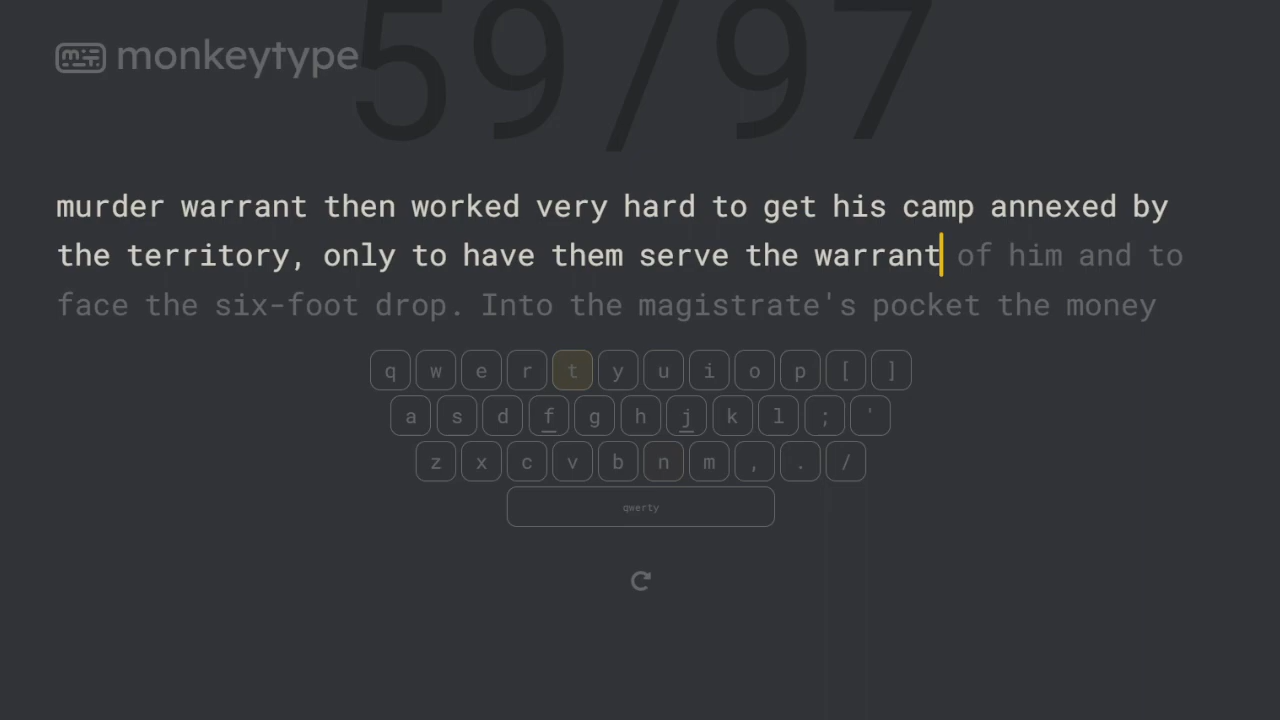 59/97
monkeytype
murder warrant then worked very hard to get his camp annexed by
the territory, only to have them serve the warrant of him and to
face the six-foot drop. Into the magistrate's pocket the money
q w e r t y u i o p [ ]
a s d f g h j k l ; '
z x c v b n m , . /
qwerty